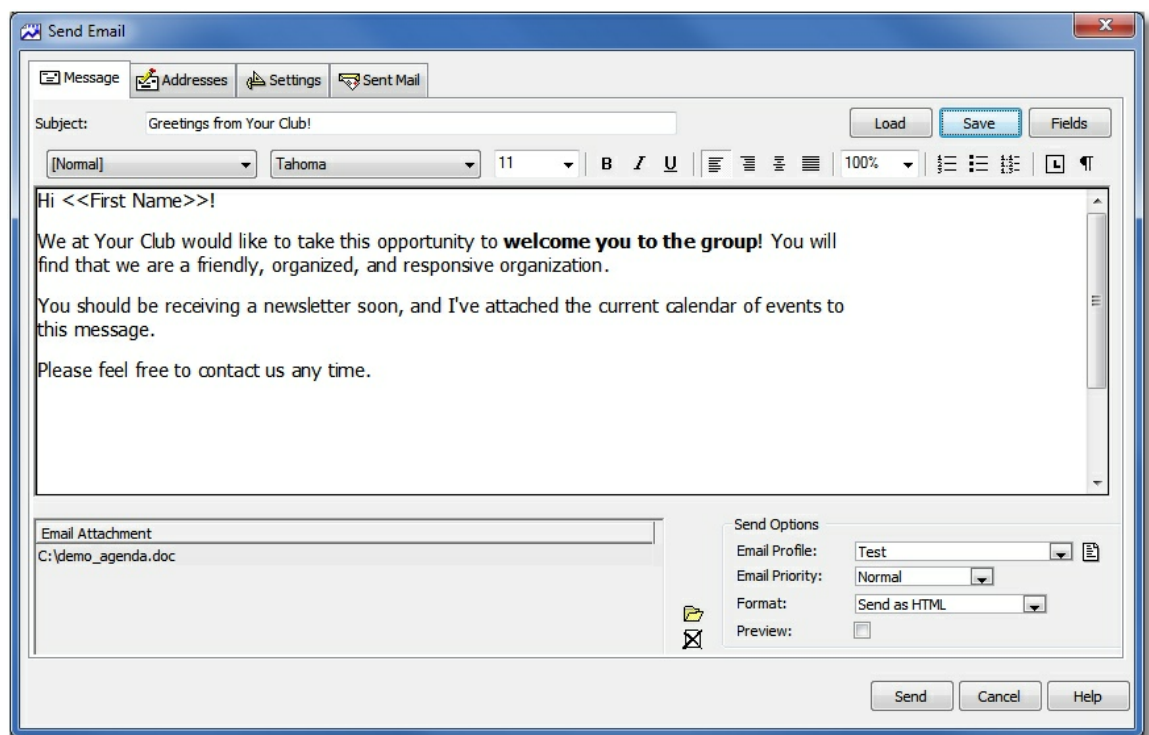 Send Email
Message Addresses Settings Sent Mail
Subject: Greetings from Your Club! Load Save Fields
[Normal] Tahoma 11 B I U 100%
Hi <<First Name>>!
We at Your Club would like to take this opportunity to welcome you to the group! You will
find that we are a friendly, organized, and responsive organization.
You should be receiving a newsletter soon, and I've attached the current calendar of events to
this message.
Please feel free to contact us any time.
Email Attachment
C:\demo_agenda.doc
Send Options
Email Profile: Test
Email Priority: Normal
Format: Send as HTML
Preview:
Send Cancel Help